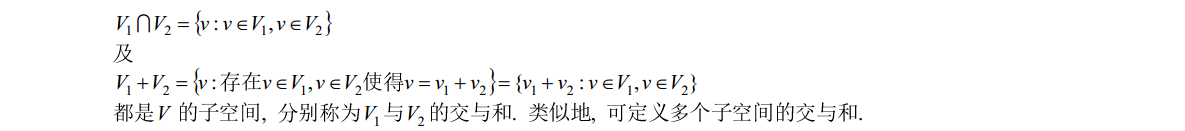 V₁⋂V₂ = {v : v ∈ V₁, v ∈ V₂}
及
V₁ + V₂ = {v : 存在v ∈ V₁, v ∈ V₂使得v = v₁ + v₂} = {v₁ + v₂ : v ∈ V₁, v ∈ V₂}
都是V 的子空间, 分别称为V₁与V₂的交与和. 类似地, 可定义多个子空间的交与和.